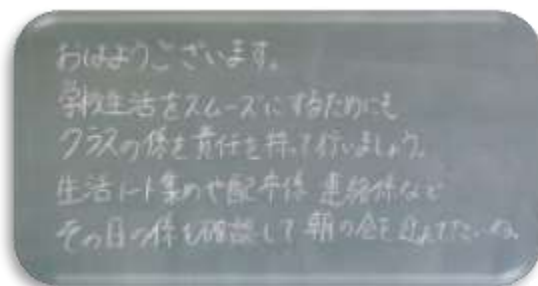 おはようございます。
学校生活をスムーズにするためにも
クラスの係を責任を持って行いましょう。
生活ノート集めや配布係 連絡係など
その日の係も確認して朝の会を迎えたいね。